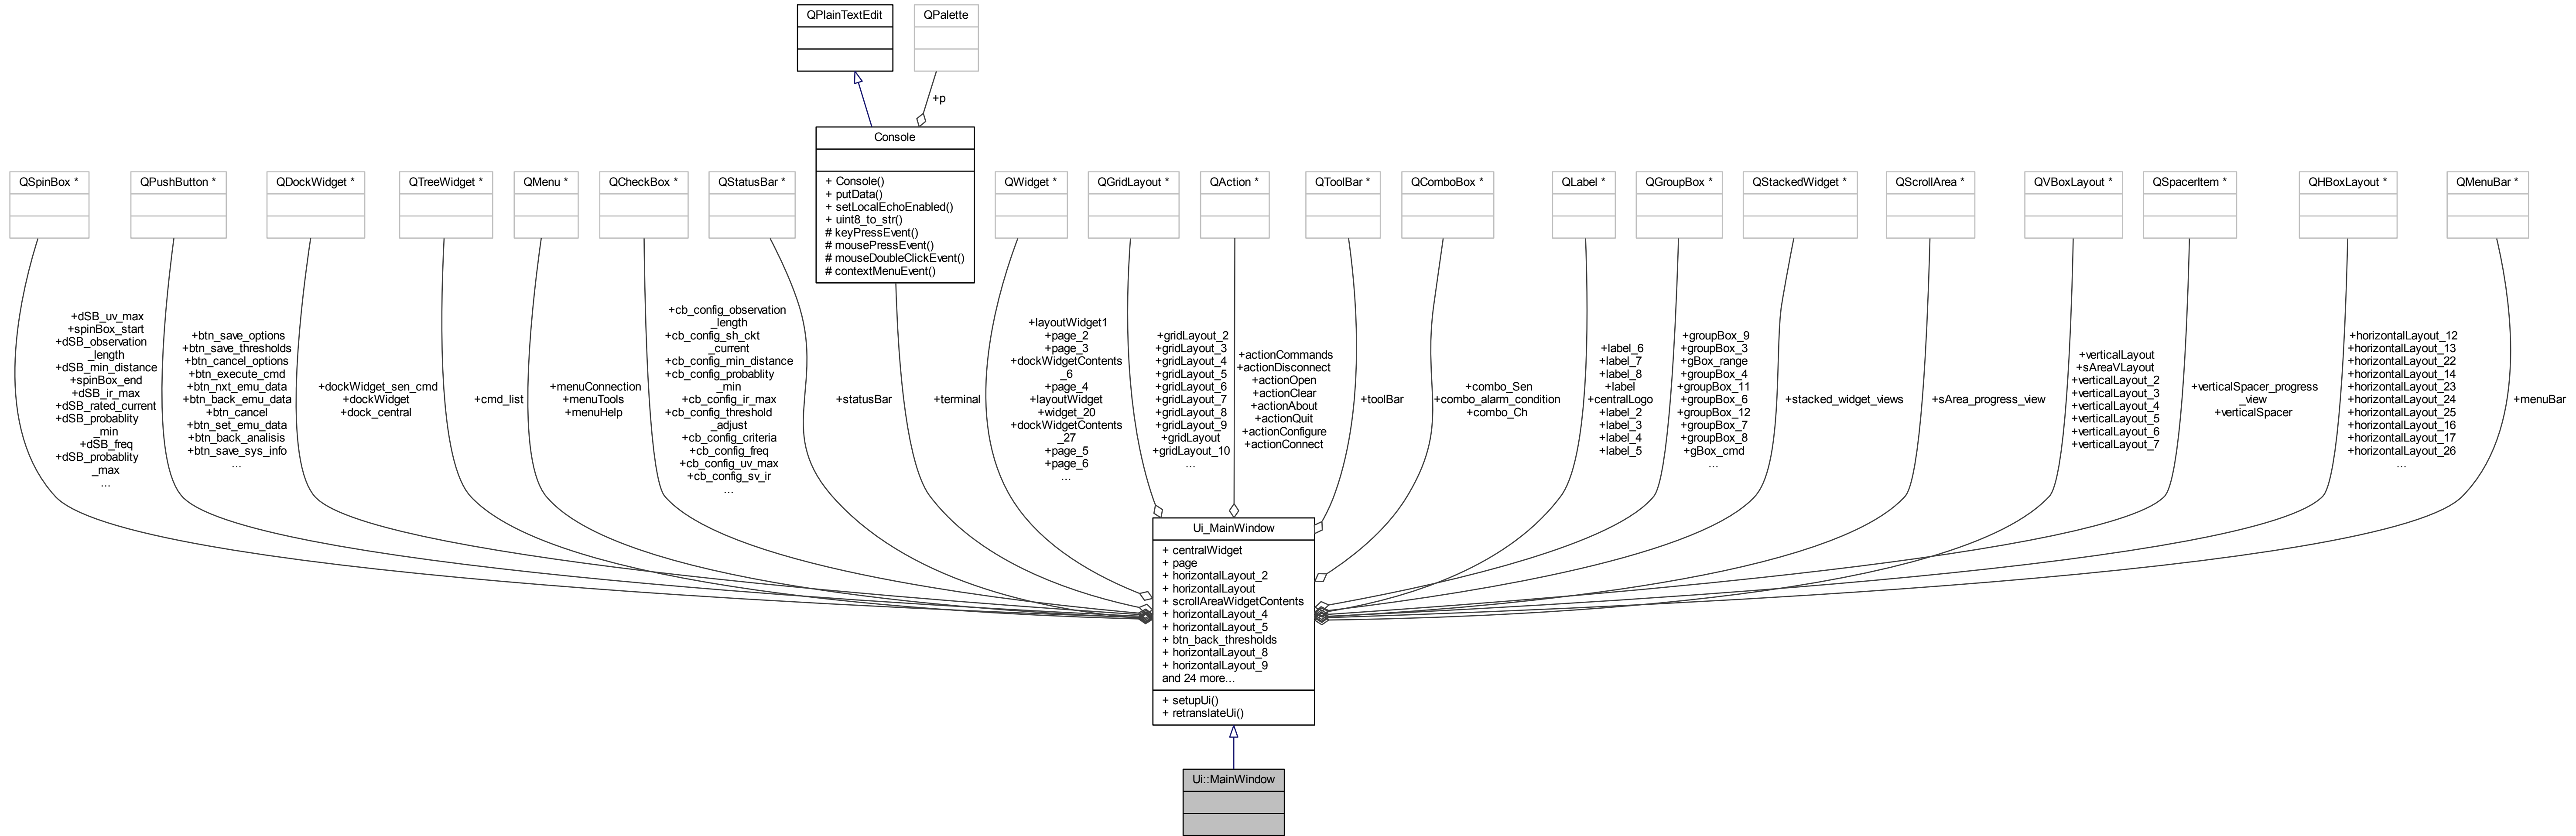 QPlainTextEdit
QPalette
+p
Console
+ Console()
+ putData()
+ setLocalEchoEnabled()
+ uint8_to_str()
# keyPressEvent()
# mousePressEvent()
# mouseDoubleClickEvent()
# contextMenuEvent()
QSpinBox *
QPushButton *
QDockWidget *
QTreeWidget *
QMenu *
QCheckBox *
QStatusBar *
QWidget *
QGridLayout *
QAction *
QToolBar *
QComboBox *
QLabel *
QGroupBox *
QStackedWidget *
QScrollArea *
QVBoxLayout *
QSpacerItem *
QHBoxLayout *
QMenuBar *
+dSB_uv_max
+spinBox_start
+dSB_observation
_length
+dSB_min_distance
+spinBox_end
+dSB_ir_max
+dSB_rated_current
+dSB_probablity
_min
+dSB_freq
+dSB_probablity
_max
...
+btn_save_options
+btn_save_thresholds
+btn_cancel_options
+btn_execute_cmd
+btn_nxt_emu_data
+btn_back_emu_data
+btn_cancel
+btn_set_emu_data
+btn_back_analisis
+btn_save_sys_info
...
+dockWidget_sen_cmd
+dockWidget
+dock_central
+cmd_list
+menuConnection
+menuTools
+menuHelp
+cb_config_observation
_length
+cb_config_sh_ckt
_current
+cb_config_min_distance
+cb_config_probablity
_min
+cb_config_ir_max
+cb_config_threshold
_adjust
+cb_config_criteria
+cb_config_freq
+cb_config_uv_max
+cb_config_sv_ir
...
+statusBar
+terminal
+layoutWidget1
+page_2
+page_3
+dockWidgetContents
_6
+page_4
+layoutWidget
+widget_20
+dockWidgetContents
_27
+page_5
+page_6
...
+gridLayout_2
+gridLayout_3
+gridLayout_4
+gridLayout_5
+gridLayout_6
+gridLayout_7
+gridLayout_8
+gridLayout_9
+gridLayout
+gridLayout_10
...
+actionCommands
+actionDisconnect
+actionOpen
+actionClear
+actionAbout
+actionQuit
+actionConfigure
+actionConnect
+toolBar
+combo_Sen
+combo_alarm_condition
+combo_Ch
+label_6
+label_7
+label_8
+label
+centralLogo
+label_2
+label_3
+label_4
+label_5
+groupBox_9
+groupBox_3
+gBox_range
+groupBox_4
+groupBox_11
+groupBox_6
+groupBox_12
+groupBox_7
+groupBox_8
+gBox_cmd
...
+stacked_widget_views
+sArea_progress_view
+verticalLayout
+sAreaVLayout
+verticalLayout_2
+verticalLayout_3
+verticalLayout_4
+verticalLayout_5
+verticalLayout_6
+verticalLayout_7
+verticalSpacer_progress
_view
+verticalSpacer
+horizontalLayout_12
+horizontalLayout_13
+horizontalLayout_22
+horizontalLayout_14
+horizontalLayout_23
+horizontalLayout_24
+horizontalLayout_25
+horizontalLayout_16
+horizontalLayout_17
+horizontalLayout_26
...
+menuBar
Ui_MainWindow
+ centralWidget
+ page
+ horizontalLayout_2
+ horizontalLayout
+ scrollAreaWidgetContents
+ horizontalLayout_4
+ horizontalLayout_5
+ btn_back_thresholds
+ horizontalLayout_8
+ horizontalLayout_9
and 24 more...
+ setupUi()
+ retranslateUi()
Ui::MainWindow